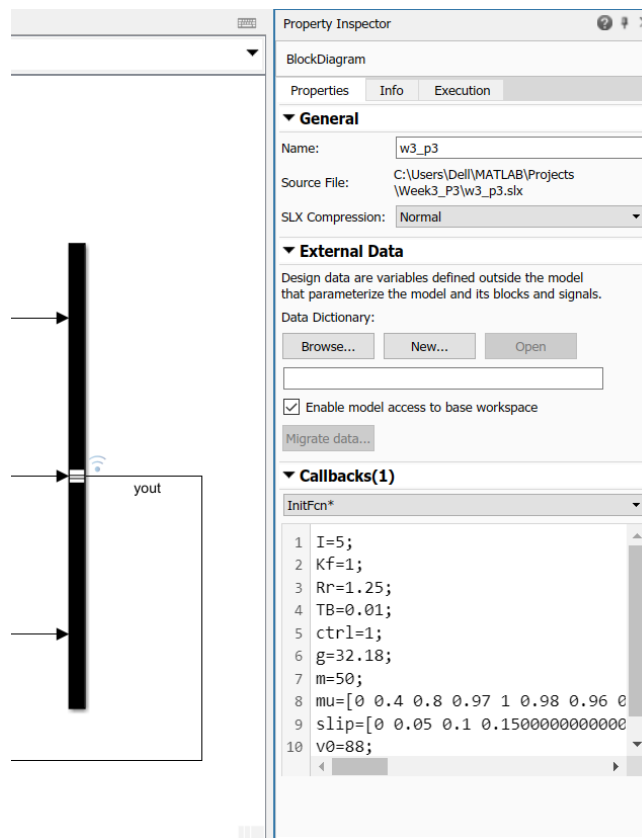 Property Inspector
BlockDiagram
Properties Info Execution
General
Name: w3_p3
Source File: C:\Users\Dell\MATLAB\Projects
\Week3_P3\w3_p3.slx
SLX Compression: Normal
External Data
Design data are variables defined outside the model
that parameterize the model and its blocks and signals.
Data Dictionary:
Browse... New... Open
Enable model access to base workspace
Migrate data...
Callbacks(1)
InitFcn*
1 I=5;
2 Kf=1;
3 Rr=1.25;
4 TB=0.01;
5 ctrl=1;
6 g=32.18;
7 m=50;
8 mu=[0 0.4 0.8 0.97 1 0.98 0.96 0
9 slip=[0 0.05 0.1 0.1500000000000
10 v0=88;
yout